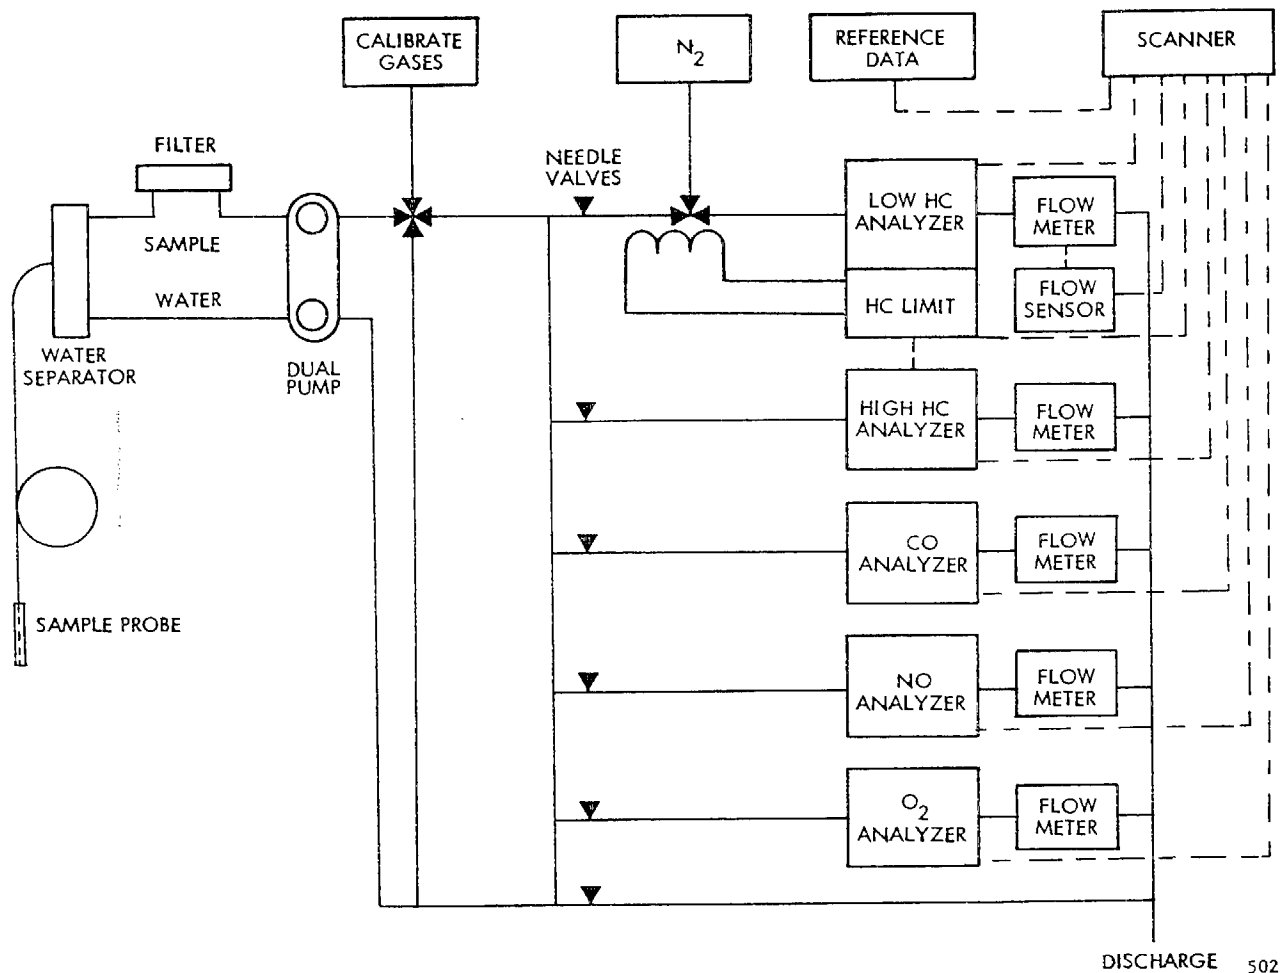 CALIBRATE
GASES
N2
REFERENCE
DATA
SCANNER
FILTER
NEEDLE
VALVES
LOW HC
ANALYZER
FLOW
METER
SAMPLE
WATER
HC LIMIT
FLOW
SENSOR
WATER
SEPARATOR
DUAL
PUMP
HIGH HC
ANALYZER
FLOW
METER
CO
ANALYZER
FLOW
METER
SAMPLE PROBE
NO
ANALYZER
FLOW
METER
O2
ANALYZER
FLOW
METER
DISCHARGE
502